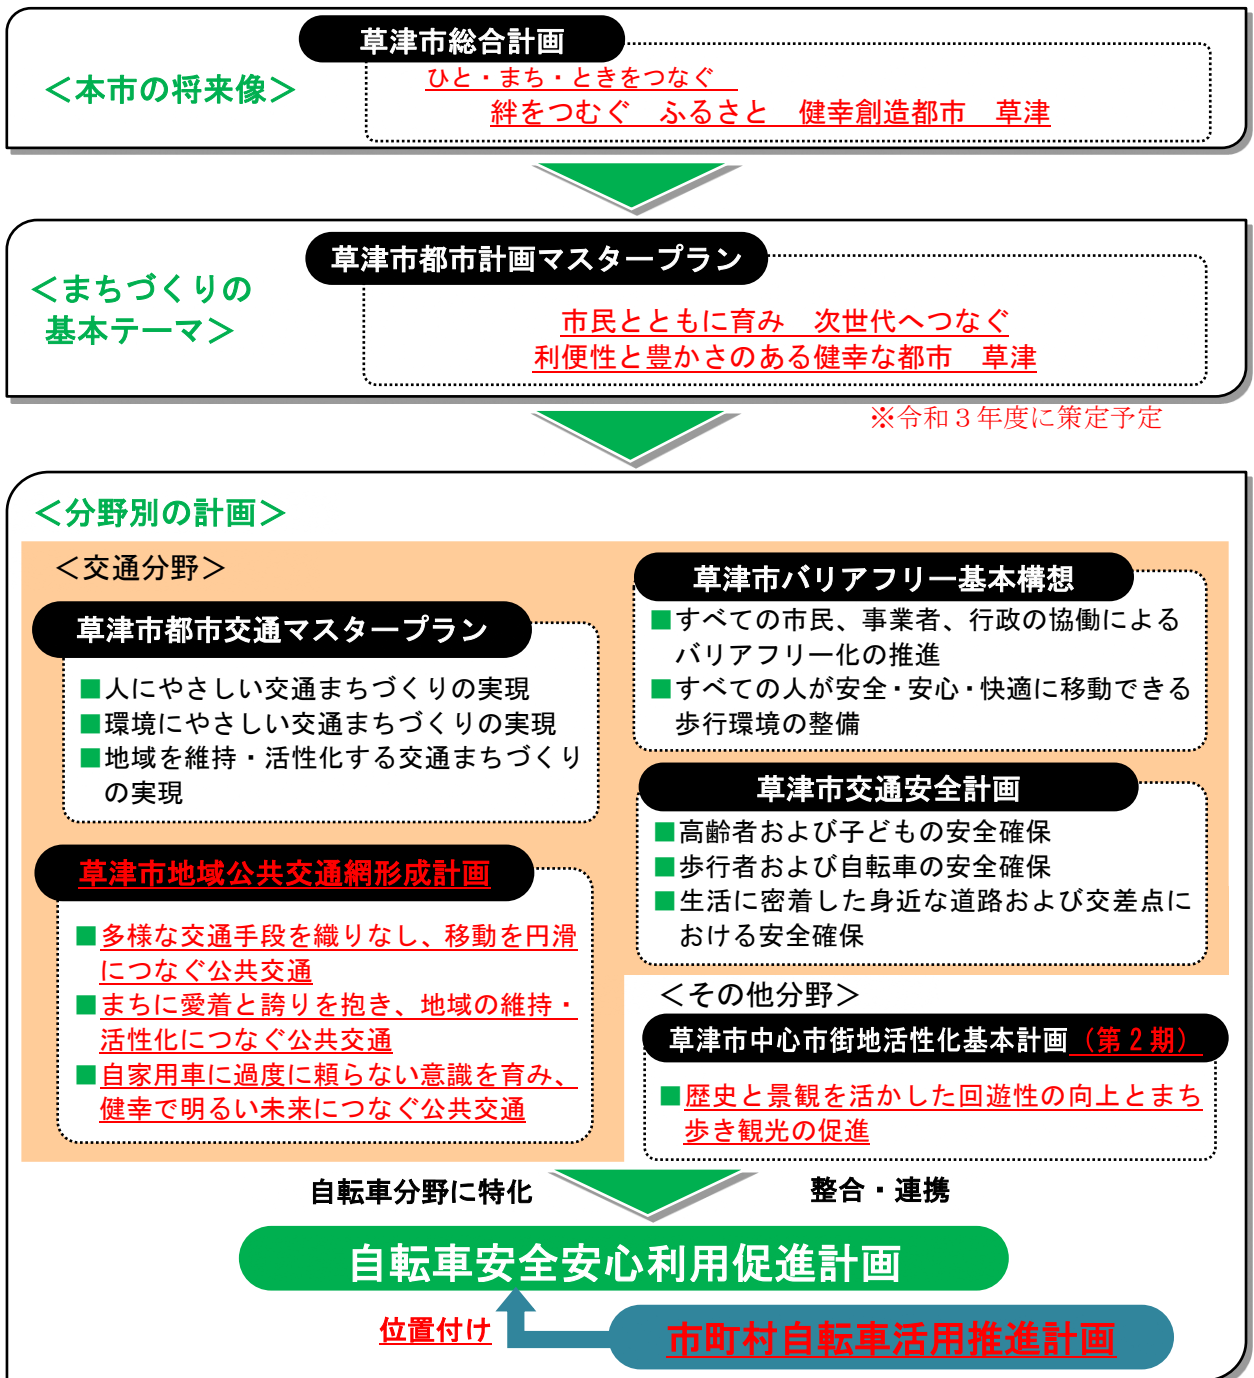 草津市総合計画
＜本市の将来像＞
ひと・まち・ときをつなぐ
絆をつむぐ　ふるさと　健幸創造都市　草津
草津市都市計画マスタープラン
＜まちづくりの
基本テーマ＞
市民とともに育み　次世代へつなぐ
利便性と豊かさのある健幸な都市　草津
※令和３年度に策定予定
＜分野別の計画＞
＜交通分野＞
草津市都市交通マスタープラン
■人にやさしい交通まちづくりの実現
■環境にやさしい交通まちづくりの実現
■地域を維持・活性化する交通まちづくり
の実現
草津市地域公共交通網形成計画
■多様な交通手段を織りなし、移動を円滑
につなぐ公共交通
■まちに愛着と誇りを抱き、地域の維持・
活性化につなぐ公共交通
■自家用車に過度に頼らない意識を育み、
健幸で明るい未来につなぐ公共交通
草津市バリアフリー基本構想
■すべての市民、事業者、行政の協働による
バリアフリー化の推進
■すべての人が安全・安心・快適に移動できる
歩行環境の整備
草津市交通安全計画
■高齢者および子どもの安全確保
■歩行者および自転車の安全確保
■生活に密着した身近な道路および交差点に
おける安全確保
＜その他分野＞
草津市中心市街地活性化基本計画（第２期）
■歴史と景観を活かした回遊性の向上とまち
歩き観光の促進
自転車分野に特化
整合・連携
自転車安全安心利用促進計画
位置付け
市町村自転車活用推進計画